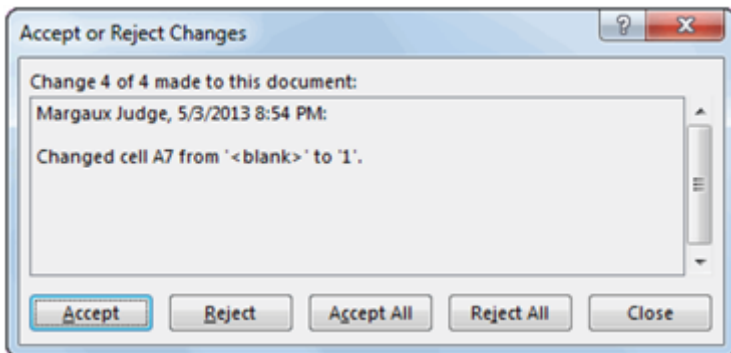 Accept or Reject Changes
?
Change 4 of 4 made to this document:
Margaux Judge, 5/3/2013 8:54 PM:
Changed cell A7 from '<blank>' to '1'.
Accept
Reject
Accept All
Reject All
Close